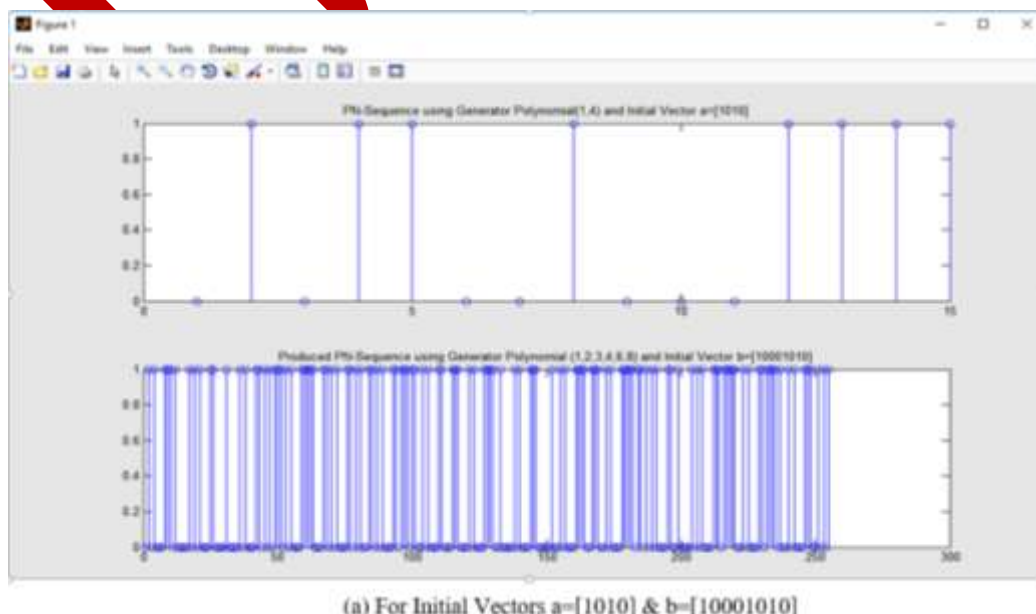 Figure 1
File Edit View Insert Tools Desktop Window Help
PN-Sequence using Generator Polynomial(1,4) and Initial Vector a=[1010]
1
0.8
0.6
0.4
0.2
0
0 5 10 15
Produced PN-Sequence using Generator Polynomial (1,2,3,4,6,8) and Initial Vector b=[10001010]
1
0.8
0.6
0.4
0.2
0
0 50 100 150 200 250 300
(a) For Initial Vectors a=[1010] & b=[10001010]